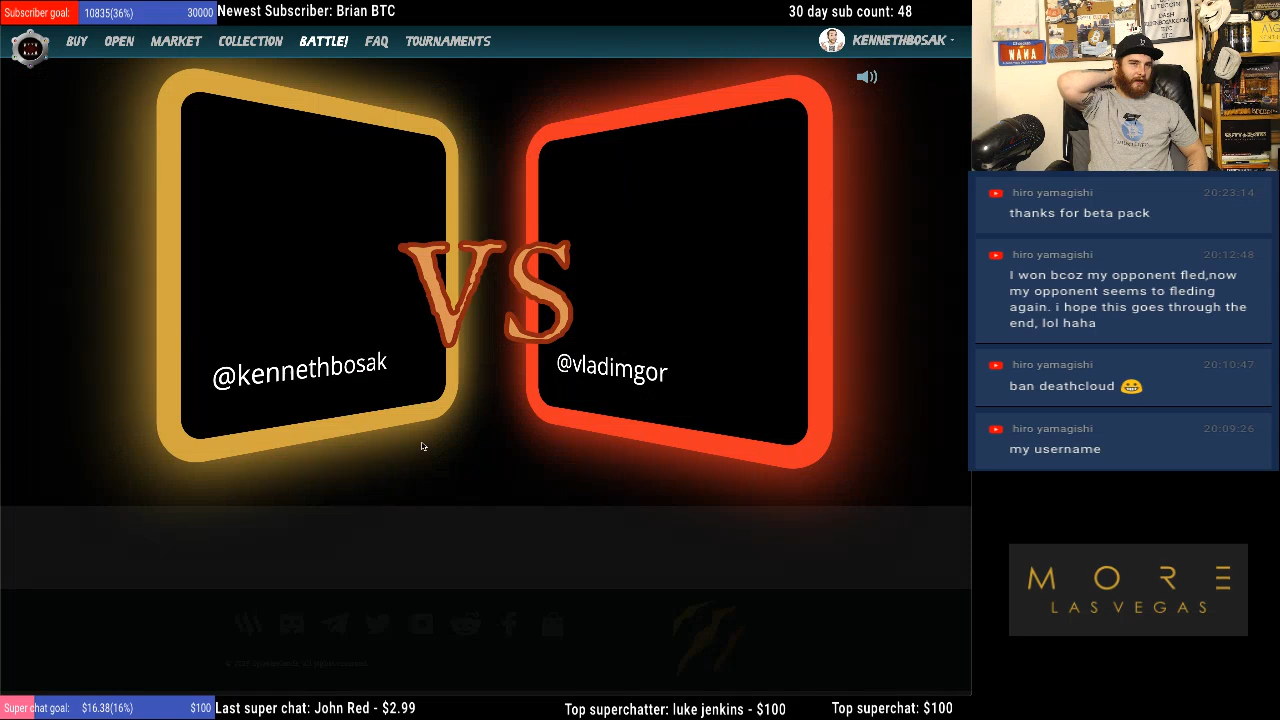 Subscriber goal: 10835(36%) 30000 Newest Subscriber: Brian BTC 30 day sub count: 48
BUY OPEN MARKET COLLECTION BATTLE! FAQ TOURNAMENTS KENNETHBOSAK
VS
@kennethbosak
@vladimgor
hiro yamagishi 20:23:14
thanks for beta pack
hiro yamagishi 20:12:48
I won bcoz my opponent fled,now
my opponent seems to fleding
again. i hope this goes through the
end, lol haha
hiro yamagishi 20:10:47
ban deathcloud
hiro yamagishi 20:09:26
my username
MORE
LAS VEGAS
Super chat goal: $16.38(16%) $100 Last super chat: John Red - $2.99 Top superchatter: luke jenkins - $100 Top superchat: $100